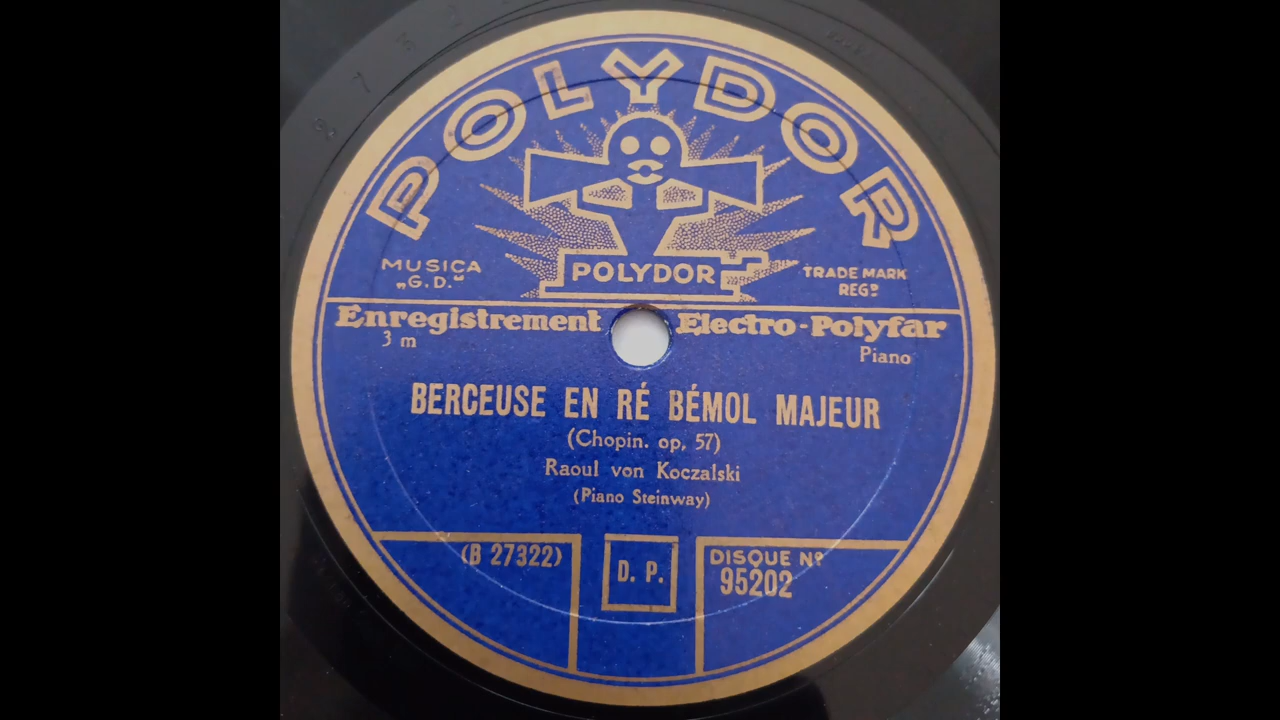 POLYDOR
POLYDOR
MUSICA
„G.D.“
TRADE MARK
REGD
Enregistrement Electro-Polyfar
3 m
Piano
BERCEUSE EN RÉ BÉMOL MAJEUR
(Chopin. op, 57)
Raoul von Koczalski
(Piano Steinway)
(B 27322)
D. P.
DISQUE No
95202